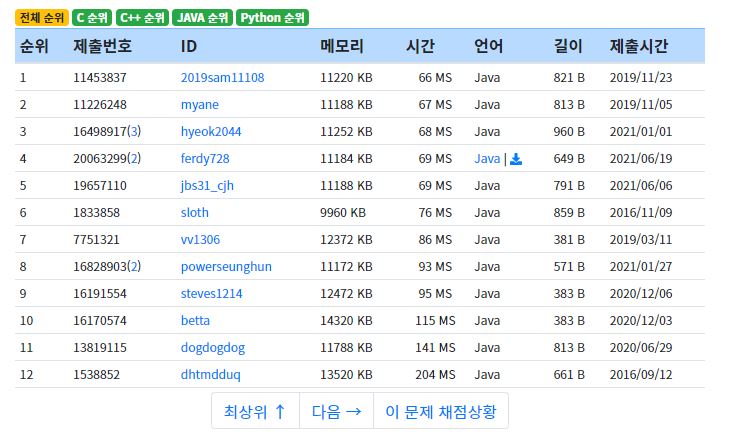 전체 순위 C 순위 C++ 순위 JAVA 순위 Python 순위
순위 제출번호 ID 메모리 시간 언어 길이 제출시간
1 11453837 2019sam11108 11220 KB 66 MS Java 821 B 2019/11/23
2 11226248 myane 11188 KB 67 MS Java 813 B 2019/11/05
3 16498917(3) hyeok2044 11252 KB 68 MS Java 960 B 2021/01/01
4 20063299(2) ferdy728 11184 KB 69 MS Java | 649 B 2021/06/19
5 19657110 jbs31_cjh 11188 KB 69 MS Java 791 B 2021/06/06
6 1833858 sloth 9960 KB 76 MS Java 859 B 2016/11/09
7 7751321 vv1306 12372 KB 86 MS Java 381 B 2019/03/11
8 16828903(2) powerseunghun 11172 KB 93 MS Java 571 B 2021/01/27
9 16191554 steves1214 12472 KB 95 MS Java 383 B 2020/12/06
10 16170574 betta 14320 KB 115 MS Java 383 B 2020/12/03
11 13819115 dogdogdog 11788 KB 141 MS Java 813 B 2020/06/29
12 1538852 dhtmdduq 13520 KB 204 MS Java 661 B 2016/09/12
최상위 ↑ 다음 → 이 문제 채점상황